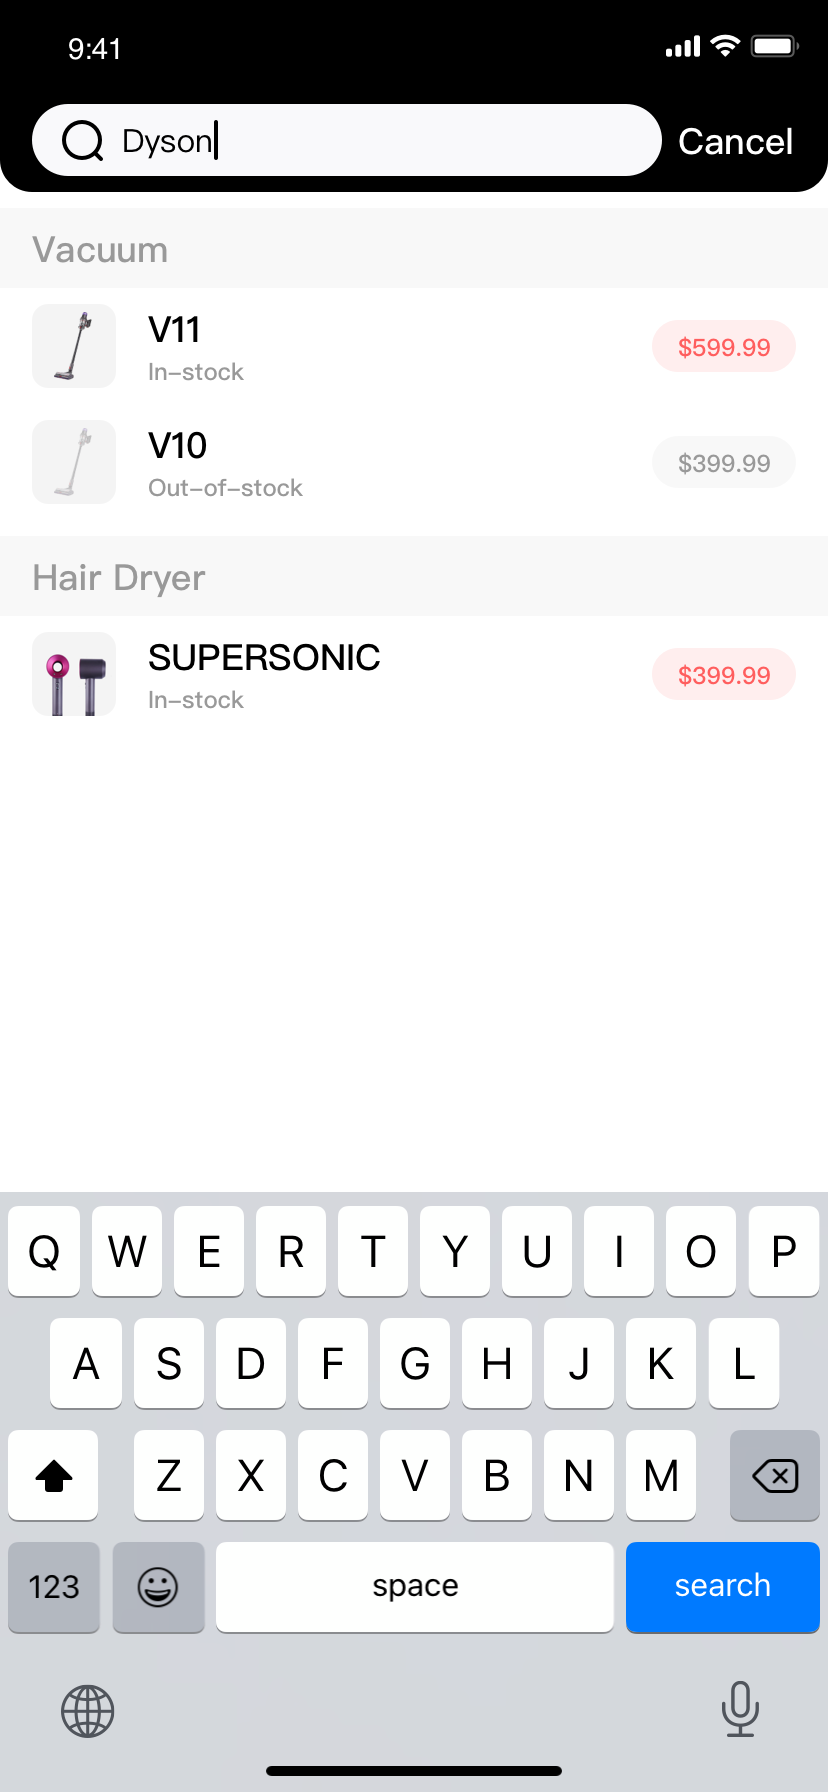 9:41
Dyson
Cancel
Vacuum
V11
In-stock
$599.99
V10
Out-of-stock
$399.99
Hair Dryer
SUPERSONIC
In-stock
$399.99
Q W E R T Y U I O P
A S D F G H J K L
Z X C V B N M
123
space
search